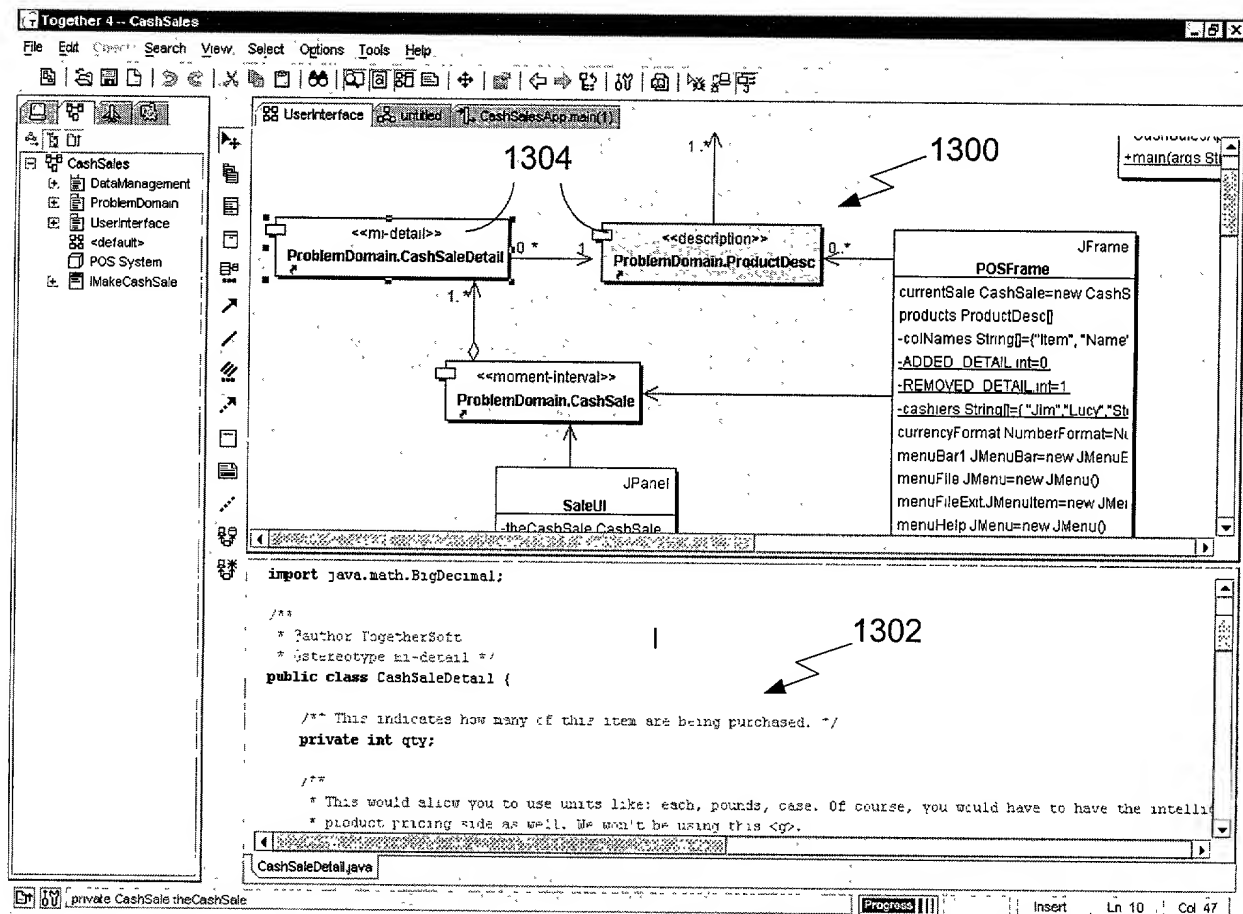 Together 4 -- CashSales
File Edit Search View Select Options Tools Help
UserInterface untitled CashSalesApp.main(1)
CashSales
DataManagement
ProblemDomain
UserInterface
<default>
POS System
IMakeCashSale
1304
1300
1..*
+main(args Str
<<mi-detail>>
ProblemDomain.CashSaleDetail
0 *
1
<<description>>
ProblemDomain.ProductDesc
0..*
JFrame
POSFrame
currentSale CashSale=new CashS
products ProductDesc[]
-colNames String[]={"Item", "Name"
-ADDED_DETAIL int=0
-REMOVED_DETAIL.int=1
-cashiers String[]={ "Jim","Lucy","St
currencyFormat NumberFormat=Nu
menuBar1 JMenuBar=new JMenuB
menuFile JMenu=new JMenu()
menuFileExit.JMenuItem=new JMe
menuHelp JMenu=new JMenu()
1. *
<<moment-interval>>
ProblemDomain.CashSale
JPanel
SaleUI
-theCashSale CashSale
import java.math.BigDecimal;
/**
* @author TogetherSoft
* @stereotype mi-detail */
public class CashSaleDetail {
/** This indicates how many of this item are being purchased. */
private int qty;
/**
* This would allow you to use units like: each, pounds, case. Of course, you would have to have the intelli
* product pricing side as well. We won't be using this <g>.
1302
CashSaleDetail.java
private CashSale theCashSale
Progress
Insert Ln 10 Col 47